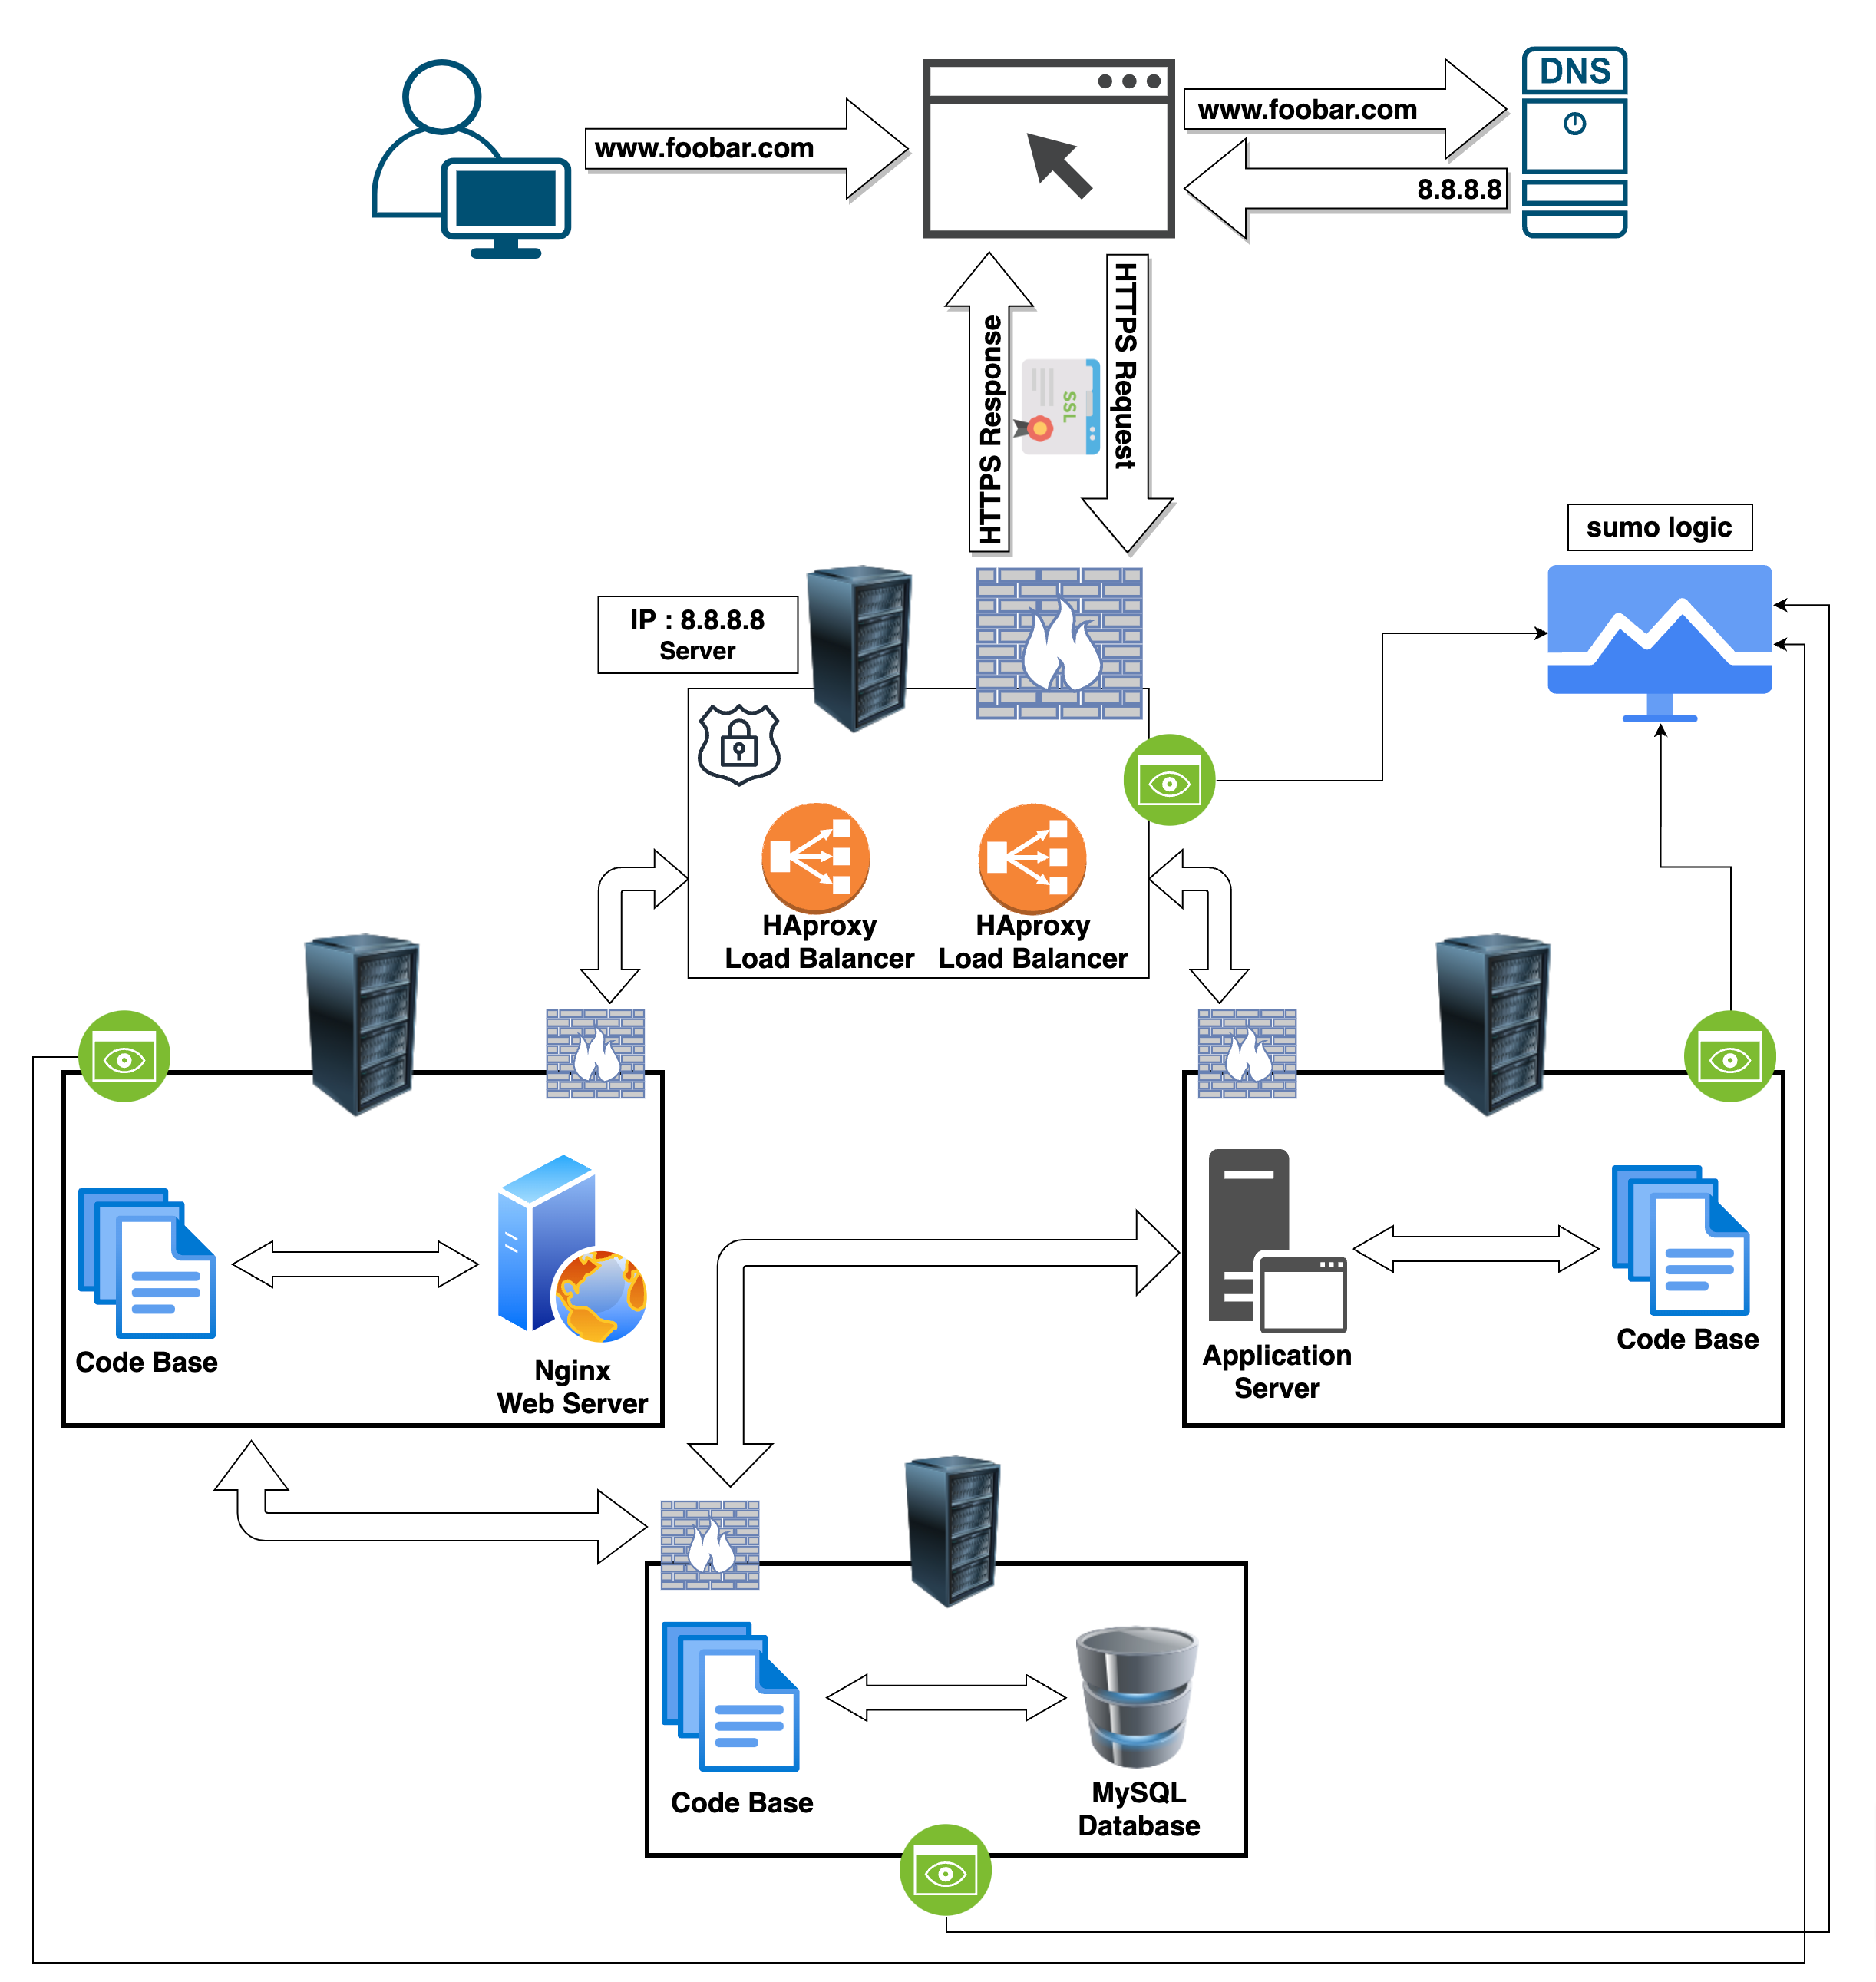 DNS
www.foobar.com
www.foobar.com
8.8.8.8
HTTPS Response
SSL
HTTPS Request
sumo logic
IP : 8.8.8.8
Server
HAproxy
Load Balancer
HAproxy
Load Balancer
Code Base
Nginx
Web Server
Application
Server
Code Base
Code Base
MySQL
Database